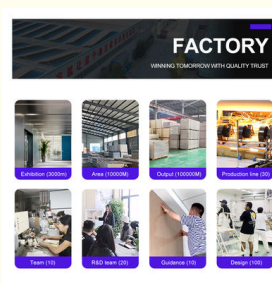 FACTORY
WINNING TOMORROW WITH QUALITY TRUST
Exhibition (3000m)
Area (10000M)
Output (100000M)
Production line (30)
Team (10)
R&D team (20)
Guidance (10)
Design (100)